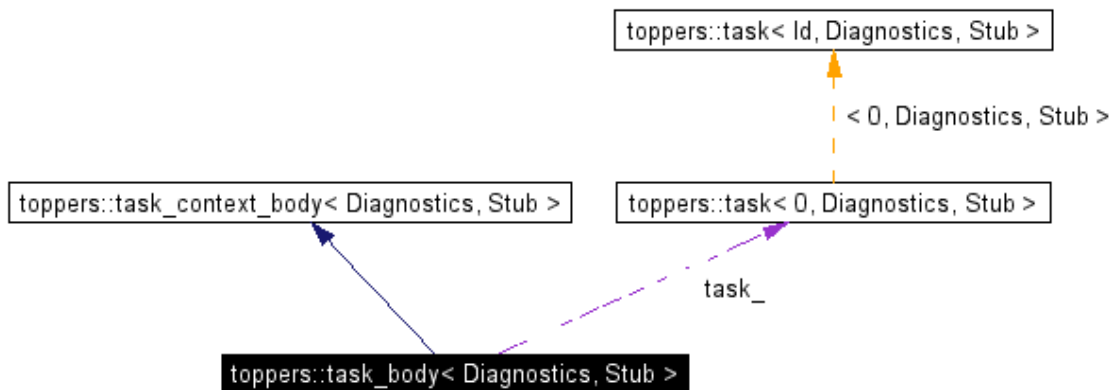 toppers::task< Id, Diagnostics, Stub >
< 0, Diagnostics, Stub >
toppers::task_context_body< Diagnostics, Stub >
toppers::task< 0, Diagnostics, Stub >
task_
toppers::task_body< Diagnostics, Stub >